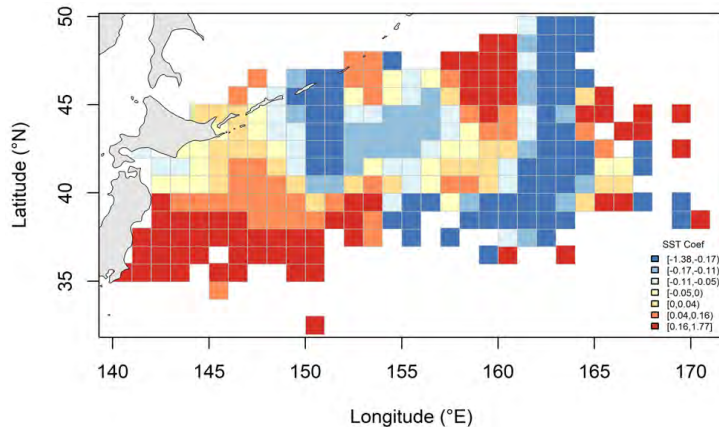 50
45
40
35
Latitude (°N)
SST Coef
[-1.38,-0.17)
[-0.17,-0.11)
[-0.11,-0.05)
[-0.05,0)
[0,0.04)
[0.04,0.16)
[0.16,1.77]
140 145 150 155 160 165 170
Longitude (°E)